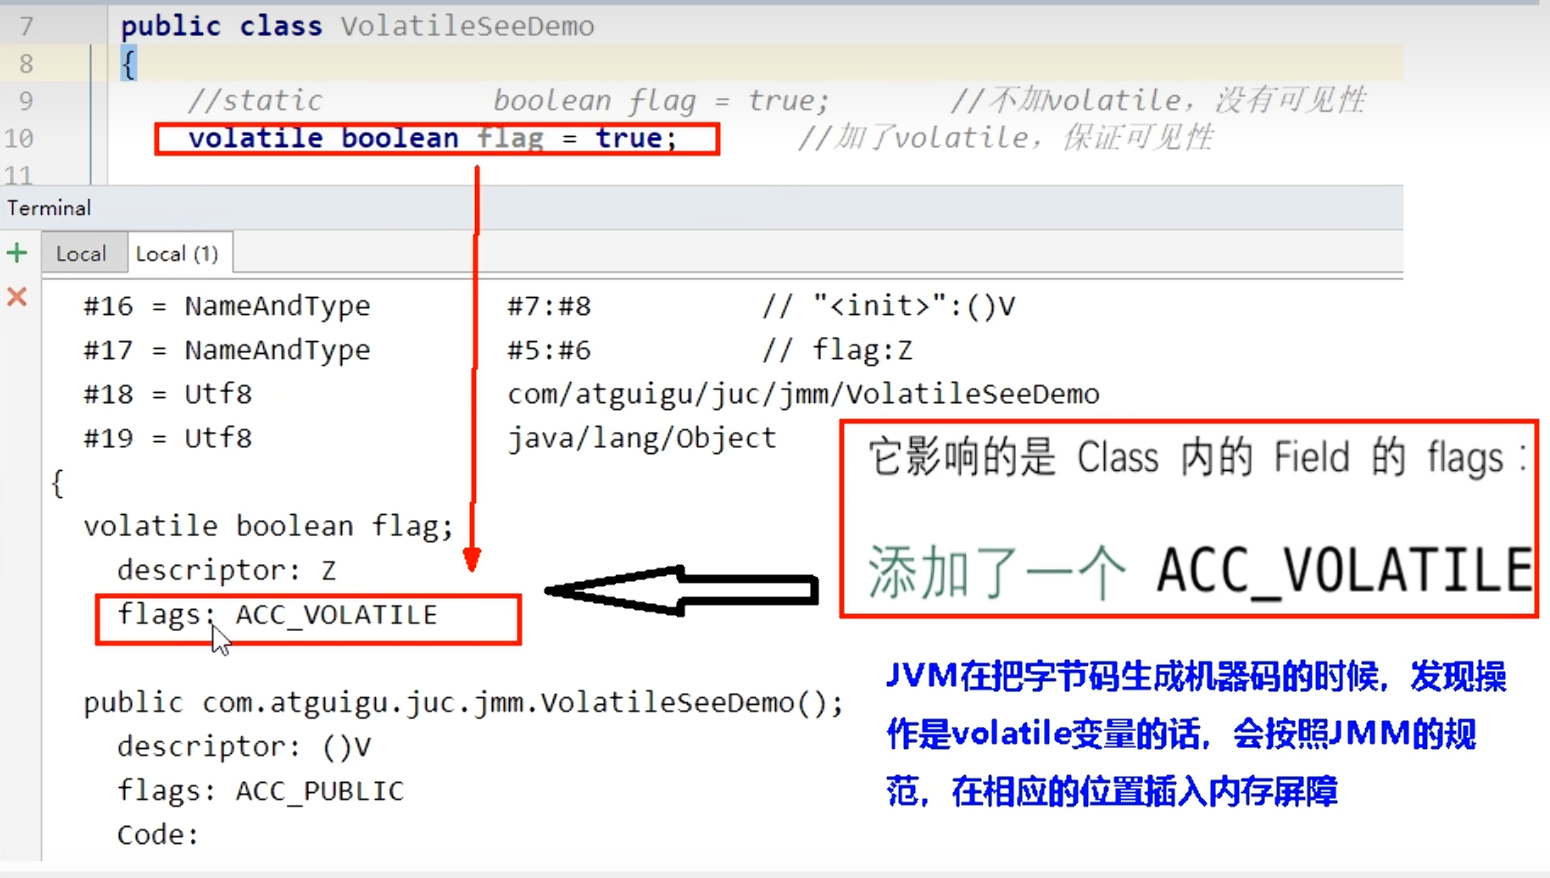 7 public class VolatileSeeDemo
8 {
9 //static boolean flag = true; //不加volatile，没有可见性
10 volatile boolean flag = true; //加了volatile，保证可见性
11
Terminal
Local Local (1)
#16 = NameAndType #7:#8 // "<init>":()V
#17 = NameAndType #5:#6 // flag:Z
#18 = Utf8 com/atguigu/juc/jmm/VolatileSeeDemo
#19 = Utf8 java/lang/Object
{
volatile boolean flag;
descriptor: Z
flags: ACC_VOLATILE
public com.atguigu.juc.jmm.VolatileSeeDemo();
descriptor: ()V
flags: ACC_PUBLIC
Code:
它影响的是 Class 内的 Field 的 flags：
添加了一个 ACC_VOLATILE
JVM在把字节码生成机器码的时候，发现操
作是volatile变量的话，会按照JMM的规
范，在相应的位置插入内存屏障